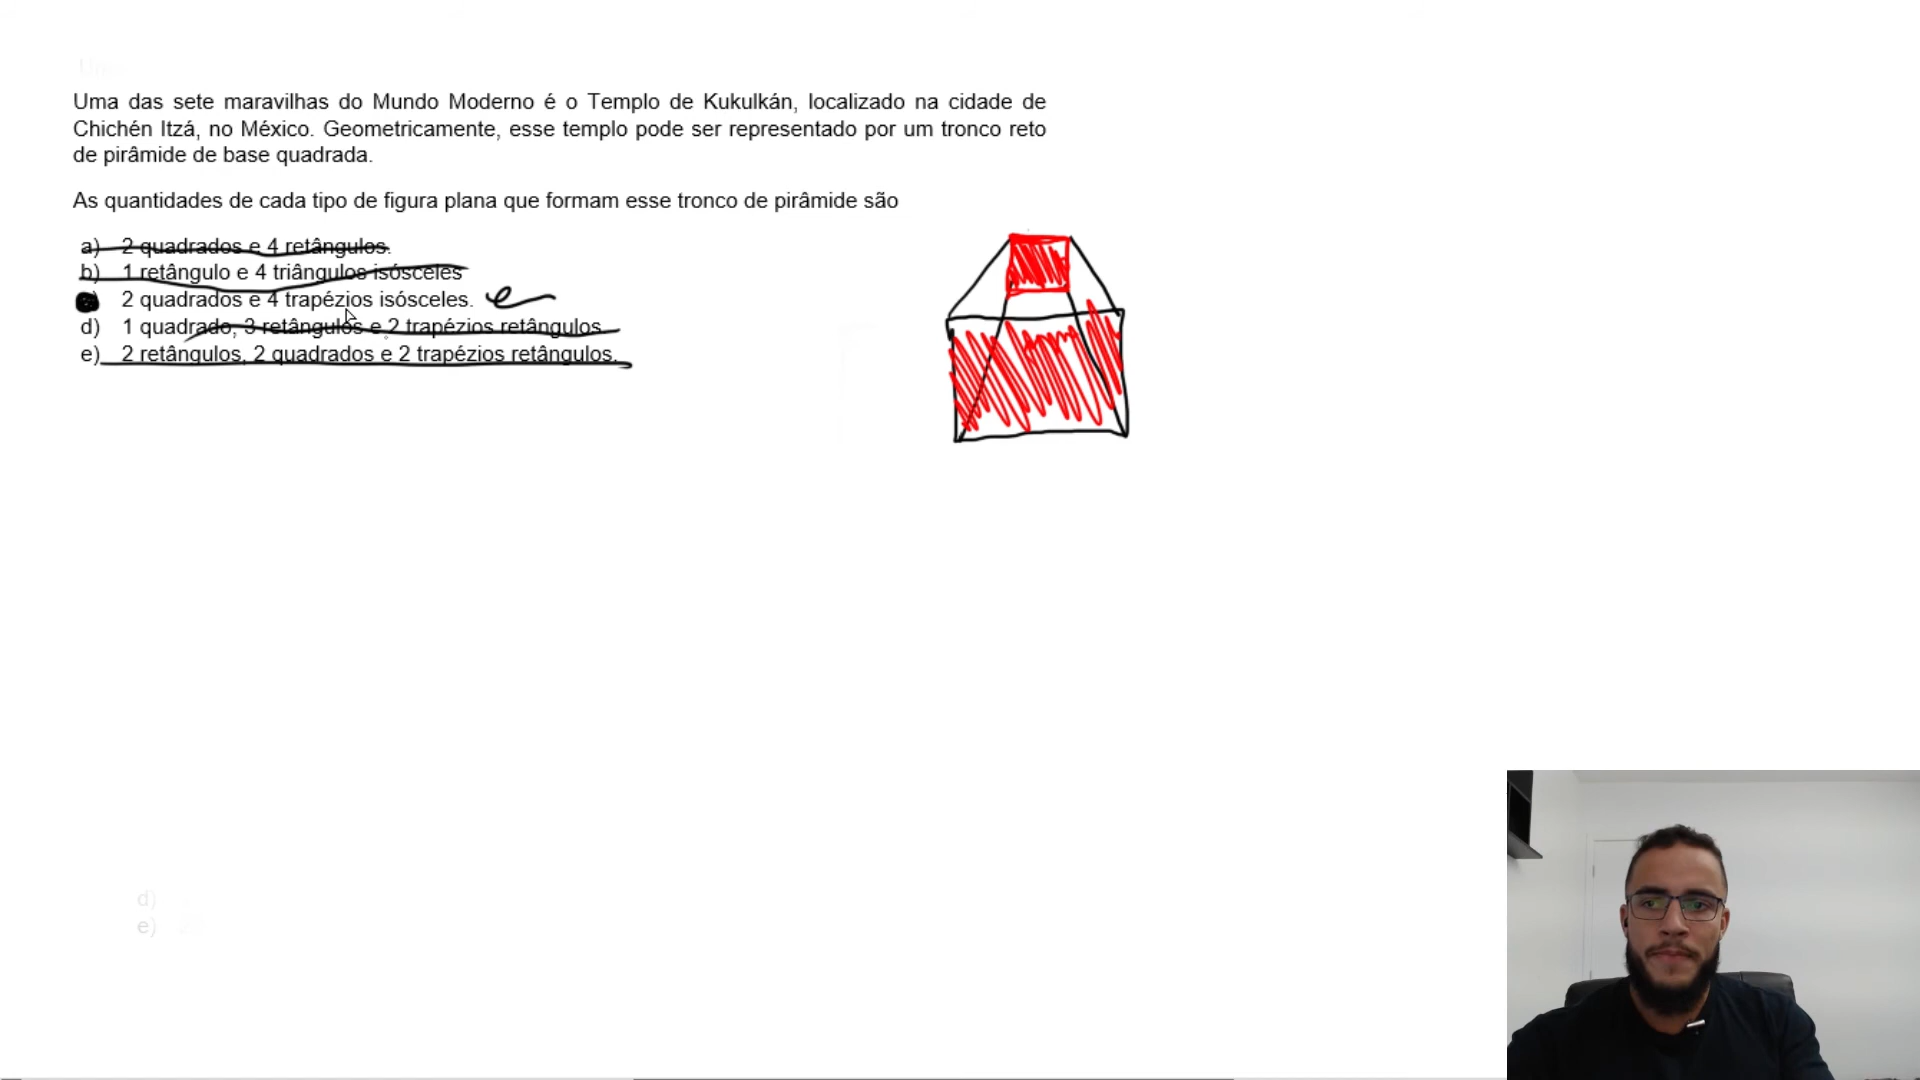 Uma das sete maravilhas do Mundo Moderno é o Templo de Kukulkán, localizado na cidade de
Chichén Itzá, no México. Geometricamente, esse templo pode ser representado por um tronco reto
de pirâmide de base quadrada.
As quantidades de cada tipo de figura plana que formam esse tronco de pirâmide são
a) 2 quadrados e 4 retângulos.
b) 1 retângulo e 4 triângulos isósceles
2 quadrados e 4 trapézios isósceles.
d) 1 quadrado, 3 retângulos e 2 trapézios retângulos.
e) 2 retângulos, 2 quadrados e 2 trapézios retângulos.
d)
e)